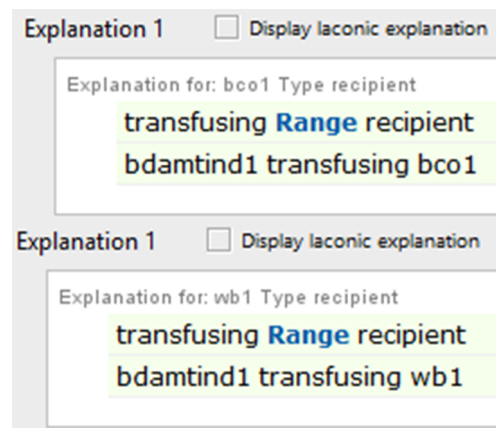 Explanation 1 Display laconic explanation
Explanation for: bco1 Type recipient
transfusing Range recipient
bdamtind1 transfusing bco1
Explanation 1 Display laconic explanation
Explanation for: wb1 Type recipient
transfusing Range recipient
bdamtind1 transfusing wb1